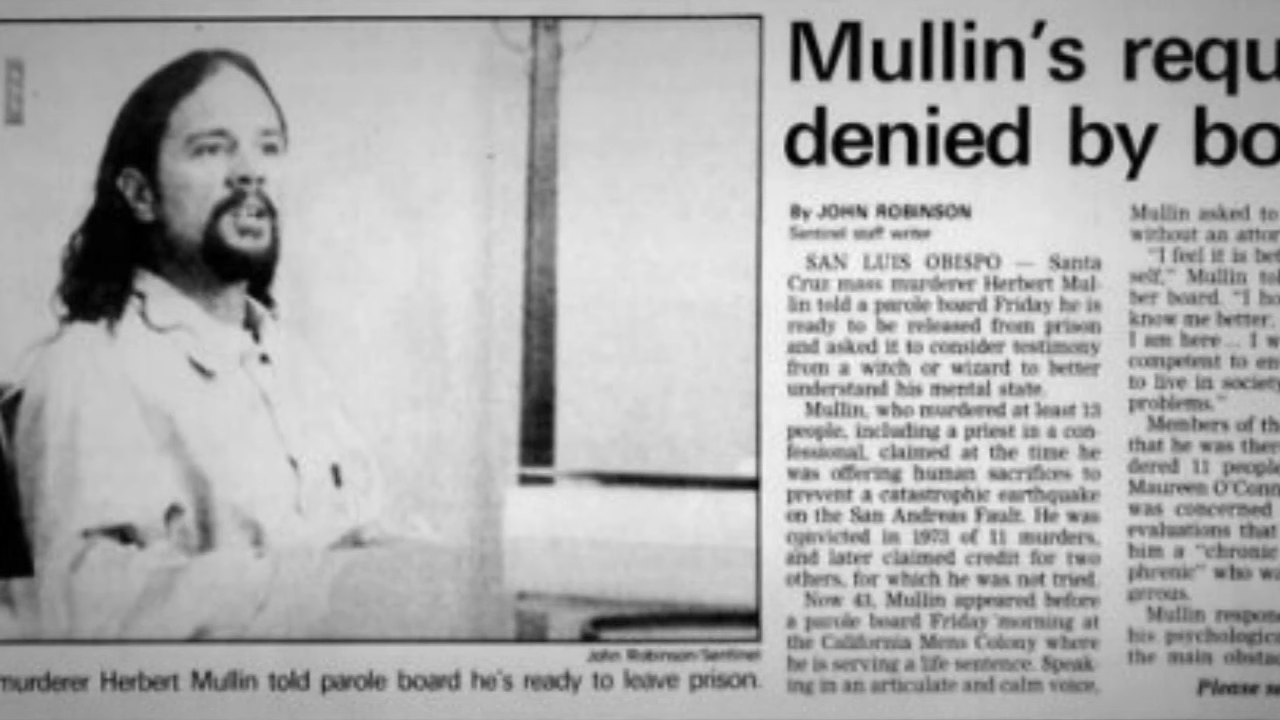 Mullin's requ
denied by bo
By JOHN ROBINSON
Sentinel staff writer
SAN LUIS OBISPO — Santa
Cruz mass murderer Herbert Mul-
lin told a parole board Friday he is
ready to be released from prison
and asked it to consider testimony
from a witch or wizard to better
understand his mental state.
Mullin, who murdered at least 13
people, including a priest in a con-
fessional, claimed at the time he
was offering human sacrifices to
prevent a catastrophic earthquake
on the San Andreas Fault. He was
convicted in 1973 of 11 murders,
and later claimed credit for two
others, for which he was not tried.
Now 43, Mullin appeared before
a parole board Friday morning at
the California Mens Colony where
he is serving a life sentence. Speak-
ing in an articulate and calm voice,
Mullin asked to
without an attor
"I feel it is bet
self," Mullin tol
ber board. "I ho
know me better,
I am here ... I w
competent to en
to live in society
problems."
Members of th
that he was ther
dered 11 people
Maureen O'Conn
was concerned
evaluations that
him a "chronic
phrenic" who wa
gerous.
Mullin respon
his psychologic
the main obstac
Please se
John Robinson/Sentinel
murderer Herbert Mullin told parole board he's ready to leave prison.